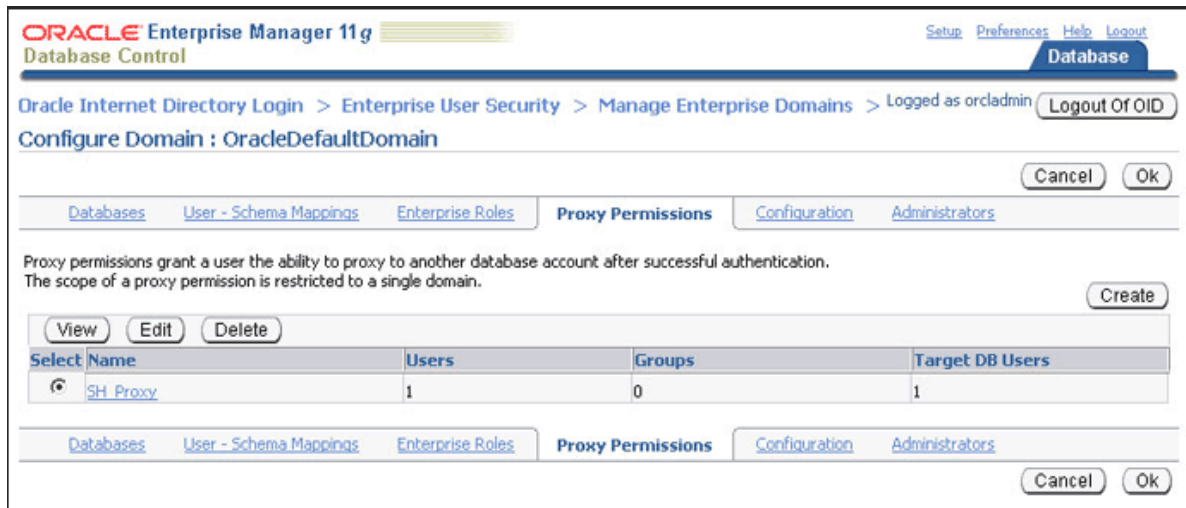 ORACLE Enterprise Manager 11g
Database Control
Setup Preferences Help Logout
Database
Oracle Internet Directory Login > Enterprise User Security > Manage Enterprise Domains > Logged as orcladmin Logout Of OID
Configure Domain : OracleDefaultDomain
Cancel Ok
Databases User - Schema Mappings Enterprise Roles Proxy Permissions Configuration Administrators
Proxy permissions grant a user the ability to proxy to another database account after successful authentication.
The scope of a proxy permission is restricted to a single domain.
Create
View Edit Delete
Select Name Users Groups Target DB Users
SH_Proxy 1 0 1
Databases User - Schema Mappings Enterprise Roles Proxy Permissions Configuration Administrators
Cancel Ok